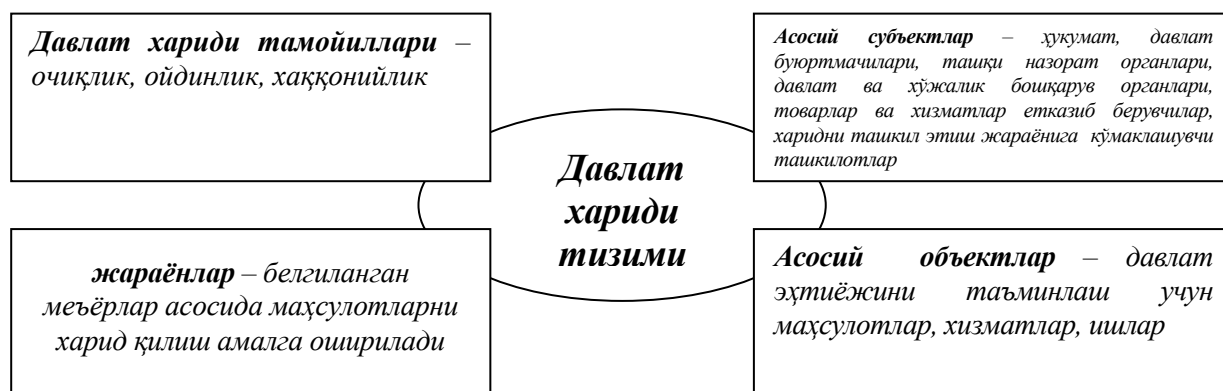 Давлат хариди тамойиллари –
очиқлик, ойдинлик, хаққонийлик
Асосий субъектлар – ҳукумат, давлат
буюртмачилари, ташқи назорат органлари,
давлат ва хўжалик бошқарув органлари,
товарлар ва хизматлар етказиб берувчилар,
харидни ташкил этиш жараёнига кўмаклашувчи
ташкилотлар
Давлат
хариди
тизими
жараёнлар – белгиланган
меъёрлар асосида маҳсулотларни
харид қилиш амалга оширилади
Асосий объектлар – давлат
эҳтиёжини таъминлаш учун
маҳсулотлар, хизматлар, ишлар